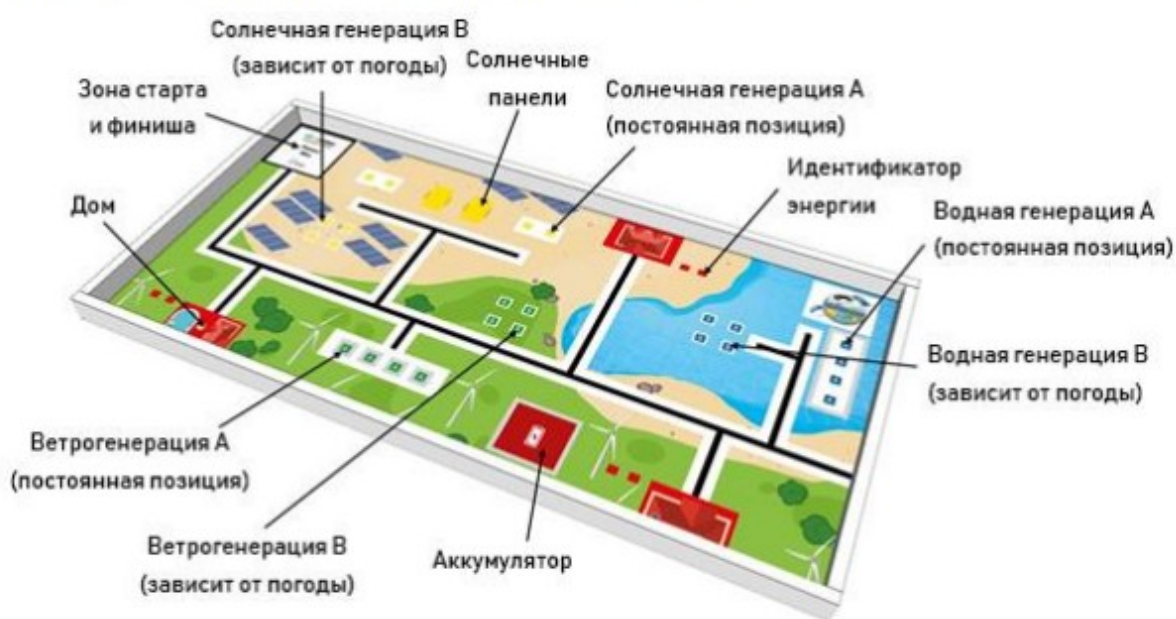 Солнечная генерация В
(зависит от погоды)
Солнечные
панели
Зона старта
и финиша
Солнечная генерация А
(постоянная позиция)
Идентификатор
энергии
Дом
Водная генерация А
(постоянная позиция)
Водная генерация В
(зависит от погоды)
Ветрогенерация А
(постоянная позиция)
Ветрогенерация В
(зависит от погоды)
Аккумулятор